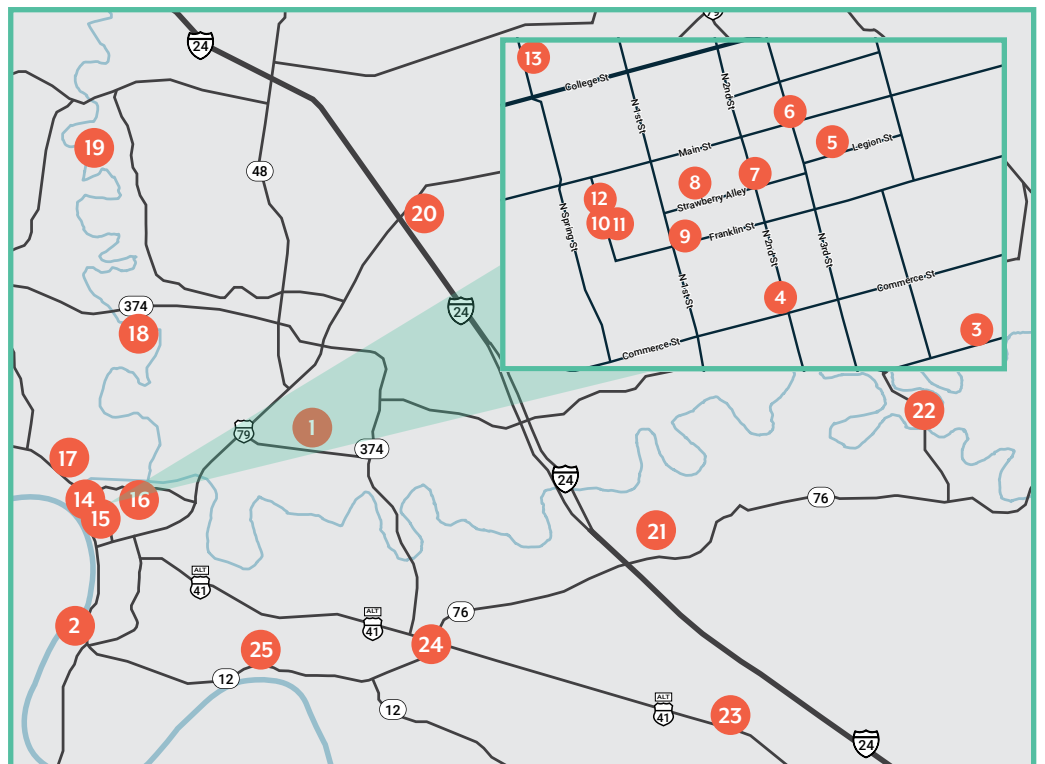 79
24
13
College St
N 2nd St
N 1st St
6
5
Legion St
Main St
19
48
7
8
Strawberry Alley
12
10
11
20
N Spring St
9
Franklin St
N 2nd St
N 3rd St
Commerce St
N 1st St
4
374
24
18
3
Commerce St
22
1
79
374
17
24
14
16
76
15
21
ALT
41
ALT
41
76
2
24
25
12
12
ALT
41
23
24